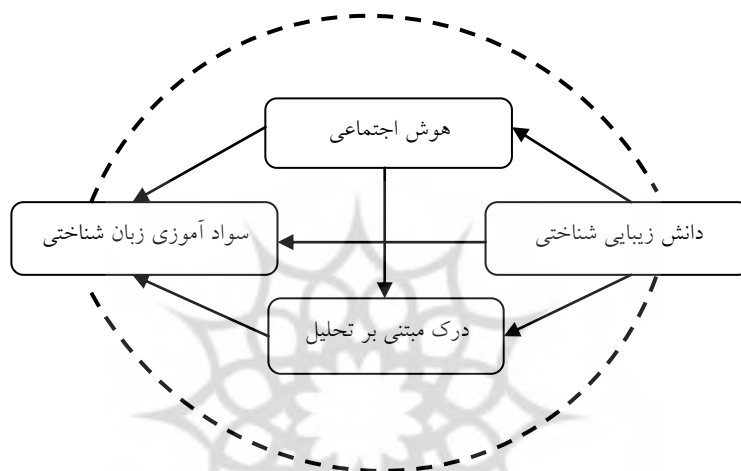 هوش اجتماعی
دانش زیبایی شناختی
سواد آموزی زبان شناختی
درک مبتنی بر تحلیل